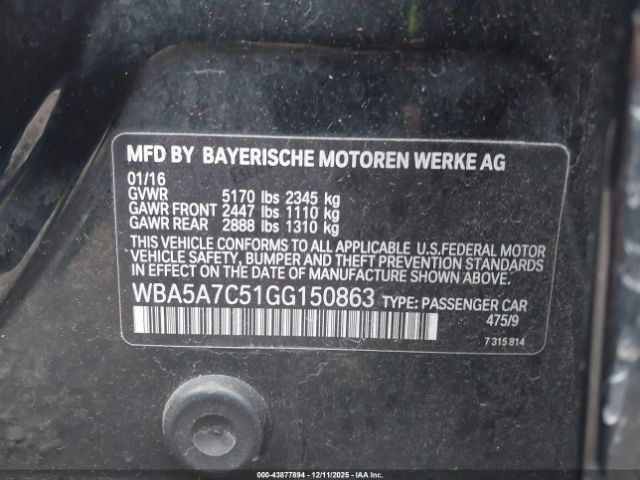 MFD BY BAYERISCHE MOTOREN WERKE AG
01/16
GVWR 5170 lbs 2345 kg
GAWR FRONT 2447 lbs 1110 kg
GAWR REAR 2888 lbs 1310 kg
THIS VEHICLE CONFORMS TO ALL APPLICABLE U.S.FEDERAL MOTOR
VEHICLE SAFETY, BUMPER AND THEFT PREVENTION STANDARDS
IN EFFECT ON THE DATE OF MANUFACTURE SHOWN ABOVE.
WBA5A7C51GG150863 TYPE: PASSENGER CAR
475/9
7 315 814
000-43877894 - 12/11/2025 - IAA Inc.